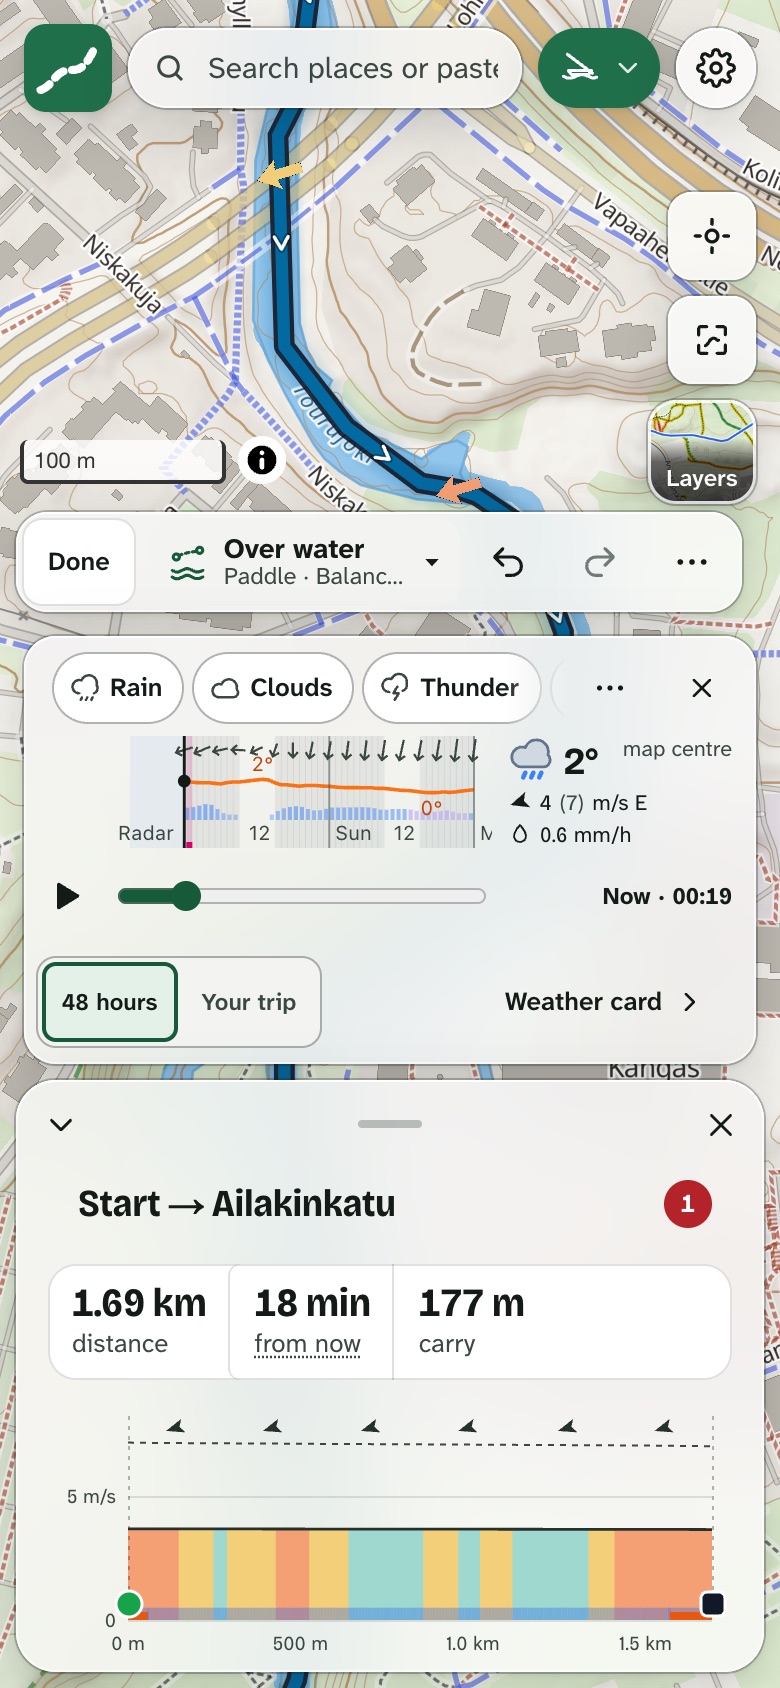 Search places or paste
Koli
Vapaahe
Niskakuja
Tourujoki
100 m
Layers
Niskak
Done
Over water
Paddle · Balanc...
Rain
Clouds
Thunder
2°
0°
Radar
12
Sun
12
M
2°
map centre
4 (7) m/s E
0.6 mm/h
Now · 00:19
48 hours
Your trip
Weather card
Kangas
Start → Ailakinkatu
1
1.69 km
18 min
177 m
distance
from now
carry
5 m/s
0
0 m
500 m
1.0 km
1.5 km